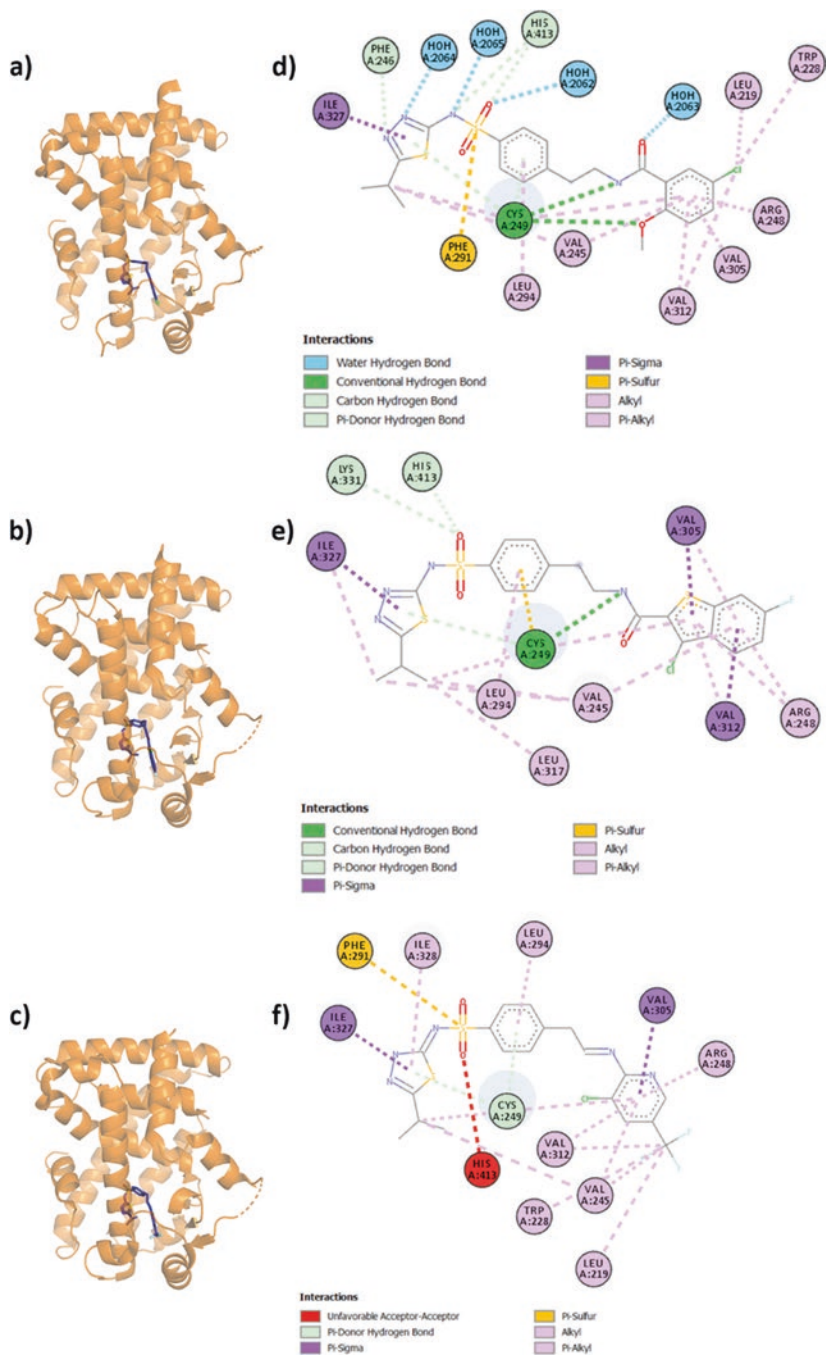 a)
d)
PHE
A:246
HOH
A:2064
HOH
A:2065
HIS
A:413
HOH
A:2062
HOH
A:2063
LEU
A:219
TRP
A:228
ILE
A:327
N
N
N
S
S
O
O
N
O
Cl
O
CYS
A:249
PHE
A:291
LEU
A:294
VAL
A:245
ARG
A:248
VAL
A:305
VAL
A:312
Interactions
Water Hydrogen Bond
Conventional Hydrogen Bond
Carbon Hydrogen Bond
Pi-Donor Hydrogen Bond
Pi-Sigma
Pi-Sulfur
Alkyl
Pi-Alkyl
b)
e)
LYS
A:331
HIS
A:413
ILE
A:327
VAL
A:305
O
N
S
O
N
N
S
N
O
S
Cl
F
CYS
A:249
LEU
A:294
VAL
A:245
VAL
A:312
ARG
A:248
LEU
A:317
Interactions
Conventional Hydrogen Bond
Carbon Hydrogen Bond
Pi-Donor Hydrogen Bond
Pi-Sigma
Pi-Sulfur
Alkyl
Pi-Alkyl
c)
f)
PHE
A:291
ILE
A:328
LEU
A:294
ILE
A:327
VAL
A:305
ARG
A:248
O
N
S
O
N
N
S
N
N
Cl
F
F
CYS
A:249
HIS
A:413
VAL
A:312
VAL
A:245
TRP
A:228
LEU
A:219
Interactions
Unfavorable Acceptor-Acceptor
Pi-Donor Hydrogen Bond
Pi-Sigma
Pi-Sulfur
Alkyl
Pi-Alkyl